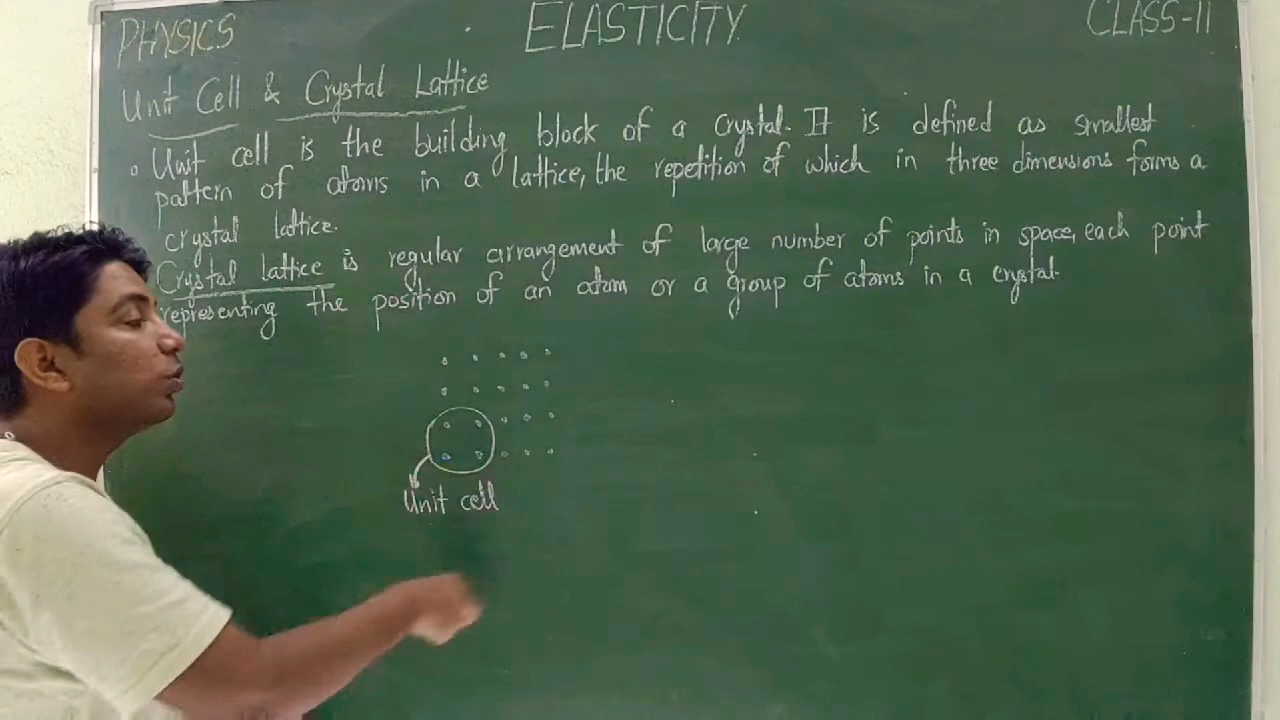 PHYSICS ELASTICITY CLASS-11
Unit Cell & Crystal Lattice
Unit cell is the building block of a crystal. It is defined as smallest
pattern of atoms in a lattice, the repetition of which in three dimensions forms a
crystal lattice.
Crystal lattice is regular arrangement of large number of points in space, each point
representing the position of an atom or a group of atoms in a crystal.
Unit cell